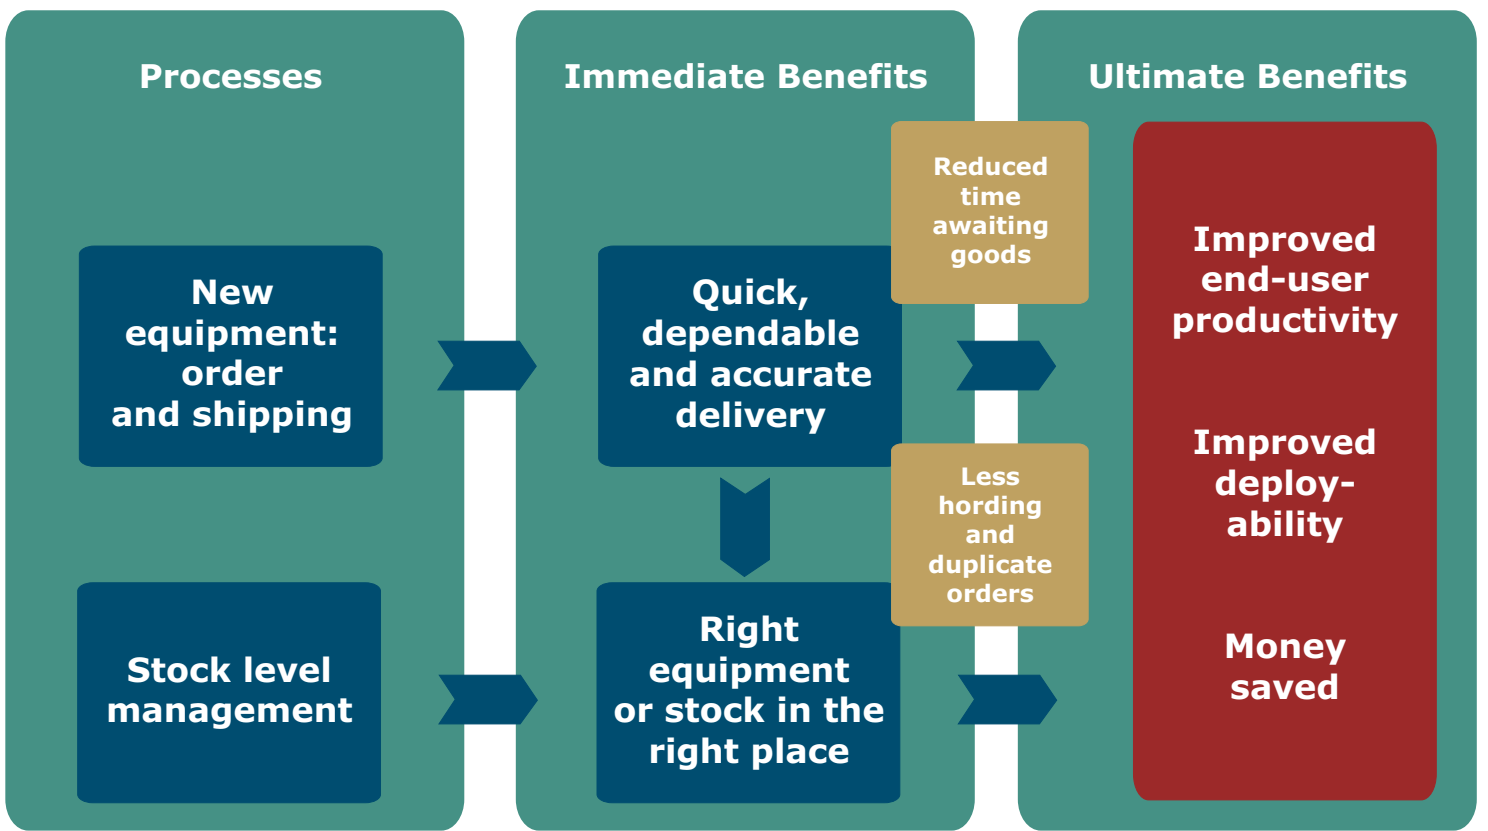 Processes
New
equipment:
order
and shipping
Stock level
management
Immediate Benefits
Quick,
dependable
and accurate
delivery
Right
equipment
or stock in the
right place
Reduced
time
awaiting
goods
Less
hording
and
duplicate
orders
Ultimate Benefits
Improved
end-user
productivity
Improved
deploy-
ability
Money
saved